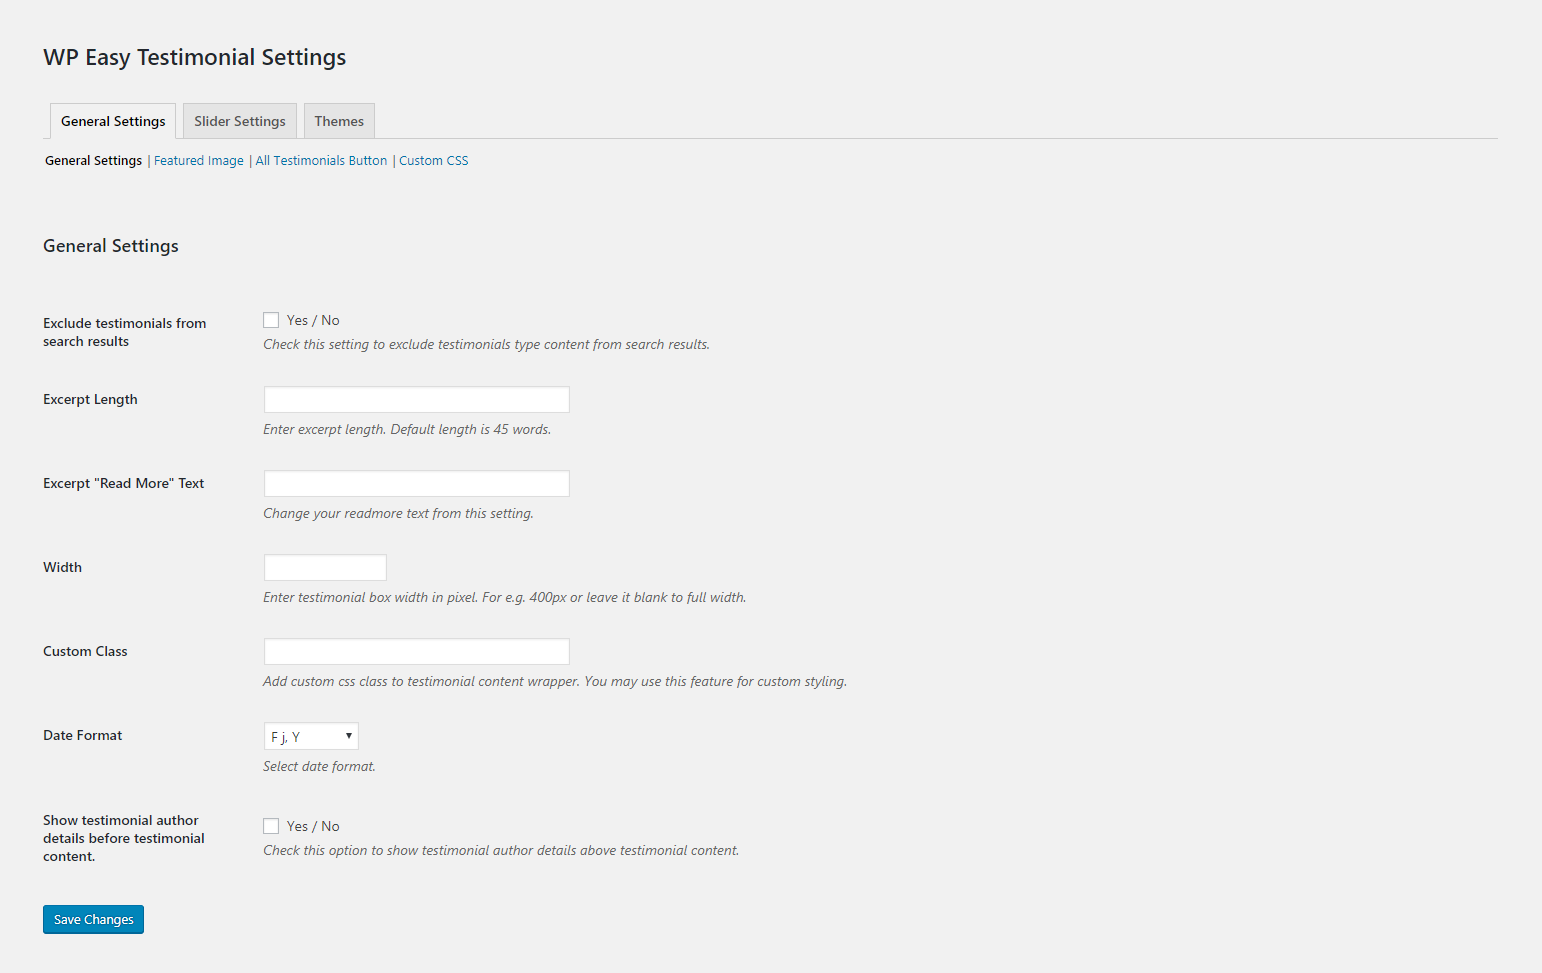 WP Easy Testimonial Settings
General Settings
Slider Settings
Themes
General Settings | Featured Image | All Testimonials Button | Custom CSS
General Settings
Exclude testimonials from
search results
Yes / No
Check this setting to exclude testimonials type content from search results.
Excerpt Length
Enter excerpt length. Default length is 45 words.
Excerpt "Read More" Text
Change your readmore text from this setting.
Width
Enter testimonial box width in pixel. For e.g. 400px or leave it blank to full width.
Custom Class
Add custom css class to testimonial content wrapper. You may use this feature for custom styling.
Date Format
F j, Y
Select date format.
Show testimonial author
details before testimonial
content.
Yes / No
Check this option to show testimonial author details above testimonial content.
Save Changes